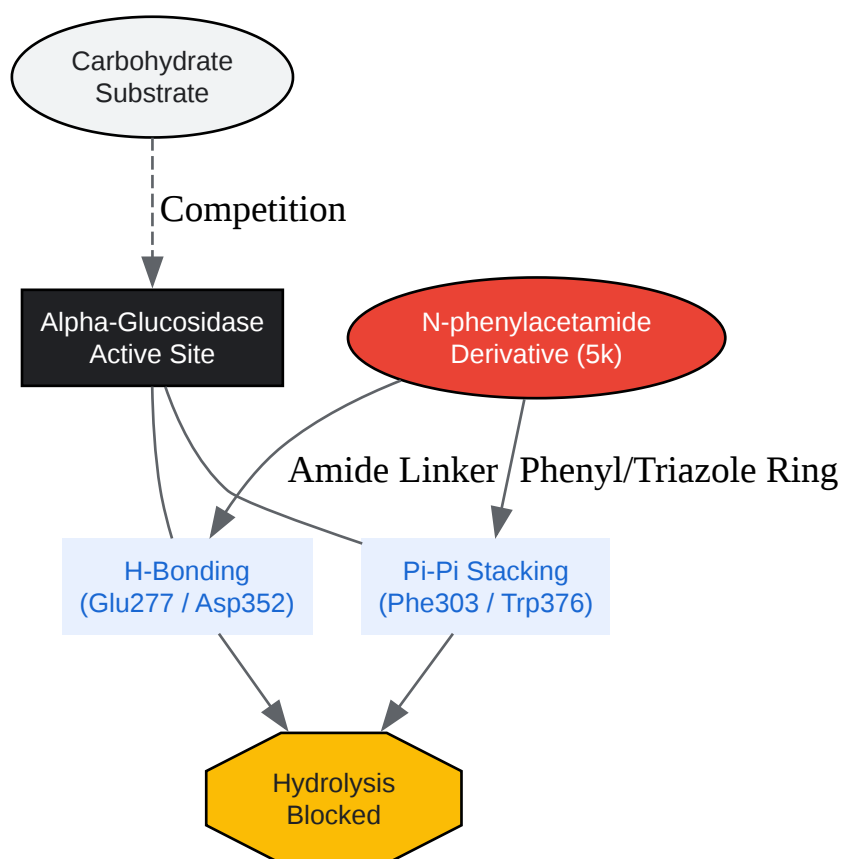 Carbohydrate
Substrate
Competition
Alpha-Glucosidase
Active Site
N-phenylacetamide
Derivative (5k)
Amide Linker
Phenyl/Triazole Ring
H-Bonding
(Glu277 / Asp352)
Pi-Pi Stacking
(Phe303 / Trp376)
Hydrolysis
Blocked